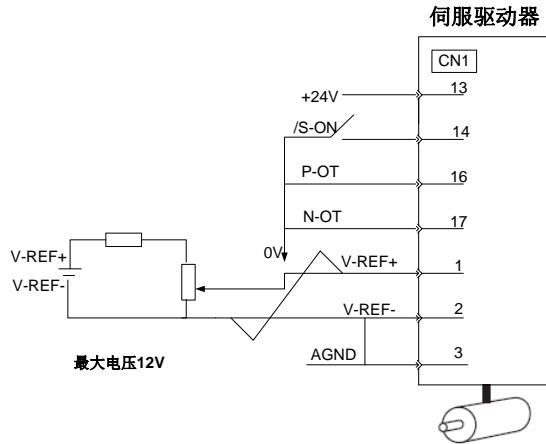 伺服驱动器
CN1
+24V
13
/S-ON
14
P-OT
16
N-OT
17
0V
V-REF+
1
V-REF+
V-REF-
V-REF-
2
最大电压12V
AGND
3